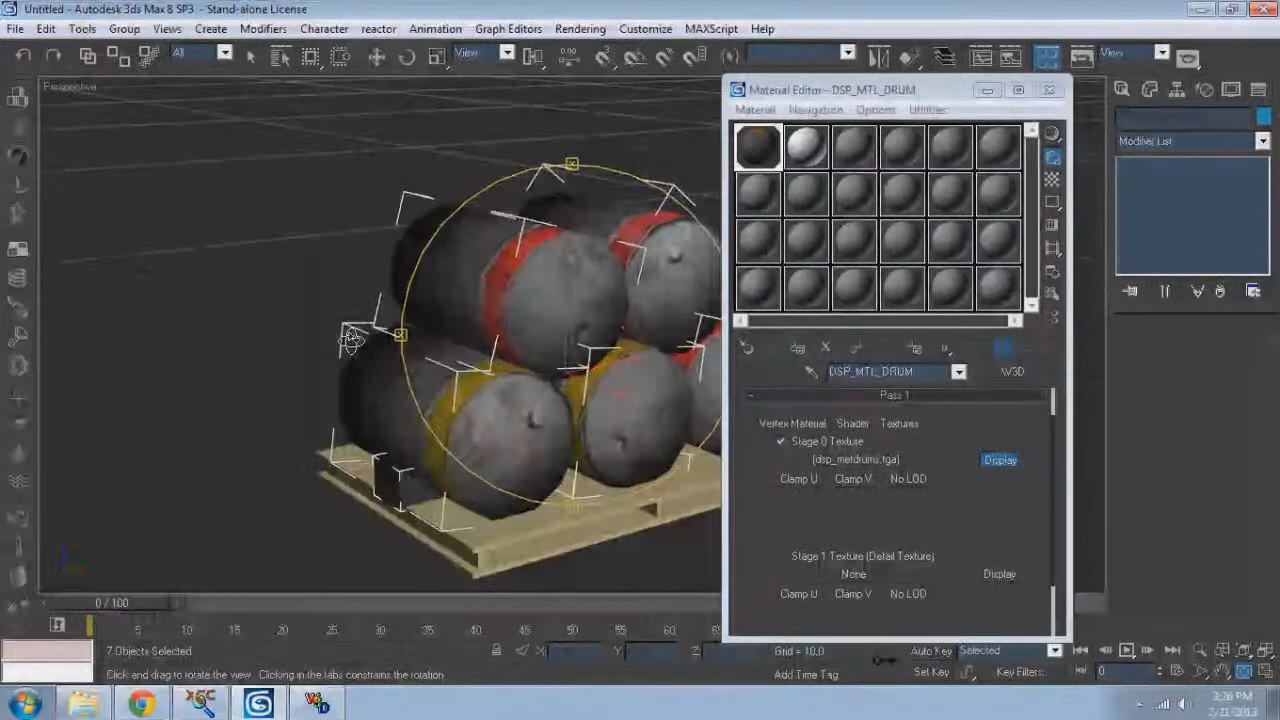 Untitled - Autodesk 3ds Max 8 SP3 - Stand-alone License
File Edit Tools Group Views Create Modifiers Character reactor Animation Graph Editors Rendering Customize MAXScript Help
All View View
Perspective
Material Editor - DSP_MTL_DRUM
Material Navigation Options Utilities
Modifier List
DSP_MTL_DRUM W3D
- Pass 1
Vertex Material Shader Textures
Stage 0 Texture
(dsp_metdrums.tga) Display
Clamp U Clamp V No LOD
Stage 1 Texture (Detail Texture)
None Display
Clamp U Clamp V No LOD
0 / 100
5 10 15 20 25 30 35 40 45 50 55 60 65
7 Objects Selected X Y Z Grid = 10.0 Auto Key Selected
Click and drag to rotate the view. Clicking in the tabs constrains the rotation Add Time Tag Set Key Key Filters: 0
3:26 PM